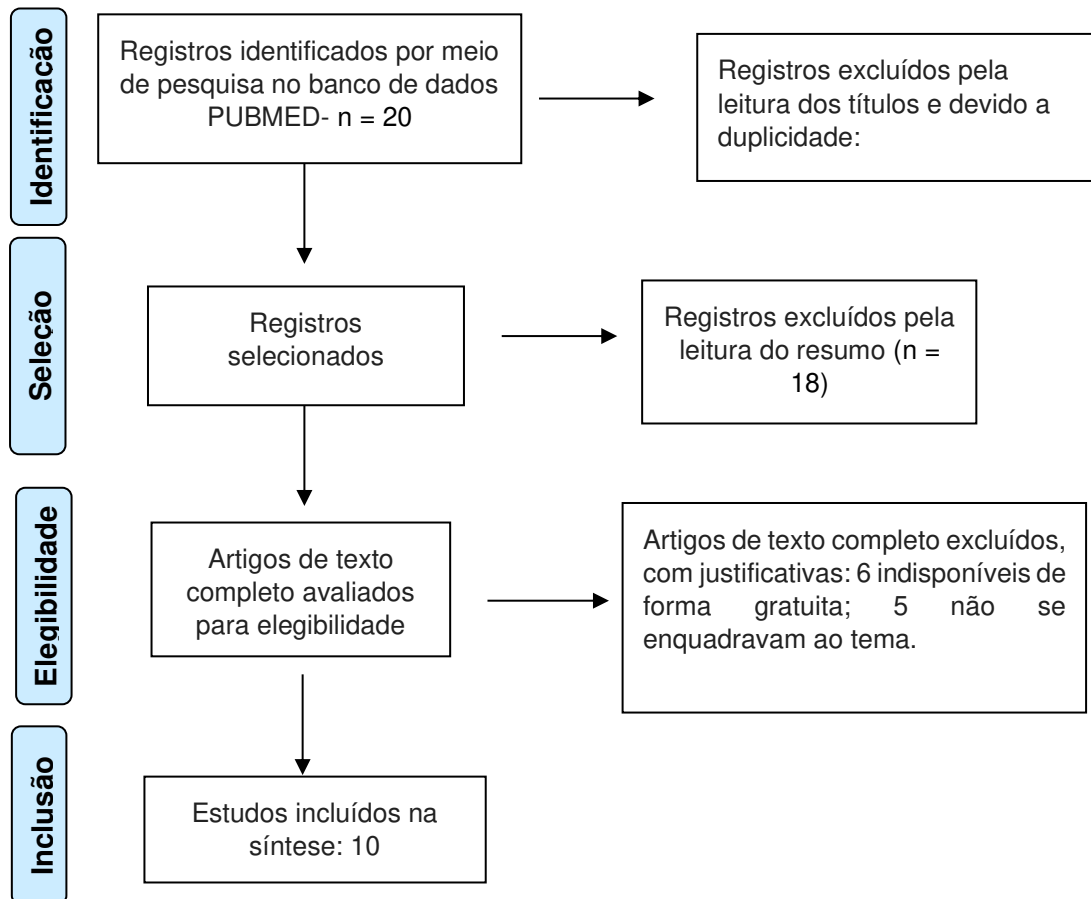 Identificação
Registros identificados por meio
de pesquisa no banco de dados
PUBMED- n = 20
Registros excluídos pela
leitura dos títulos e devido a
duplicidade:
Seleção
Registros
selecionados
Registros excluídos pela
leitura do resumo (n =
18)
Elegibilidade
Artigos de texto
completo avaliados
para elegibilidade
Artigos de texto completo excluídos,
com justificativas: 6 indisponíveis de
forma gratuita; 5 não se
enquadravam ao tema.
Inclusão
Estudos incluídos na
síntese: 10